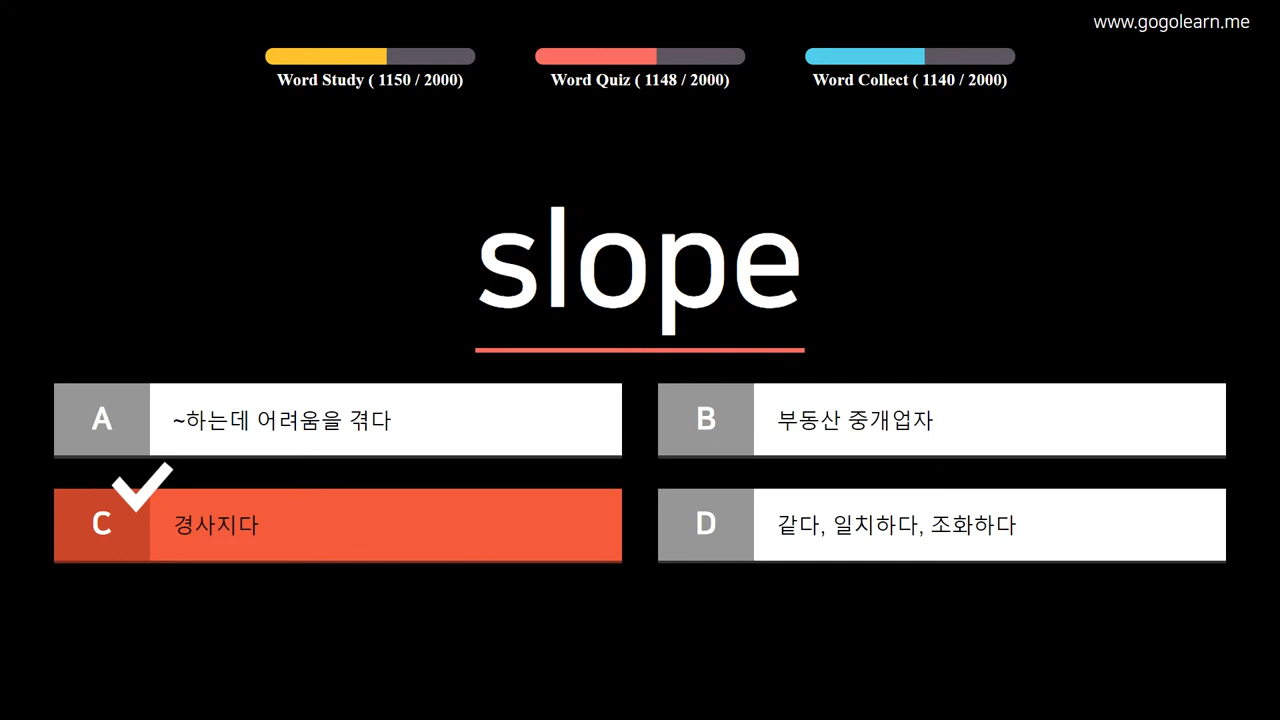 www.gogolearn.me
Word Study ( 1150 / 2000)
Word Quiz ( 1148 / 2000)
Word Collect ( 1140 / 2000)
slope
A ~하는데 어려움을 겪다
B 부동산 중개업자
C 경사지다
D 같다, 일치하다, 조화하다